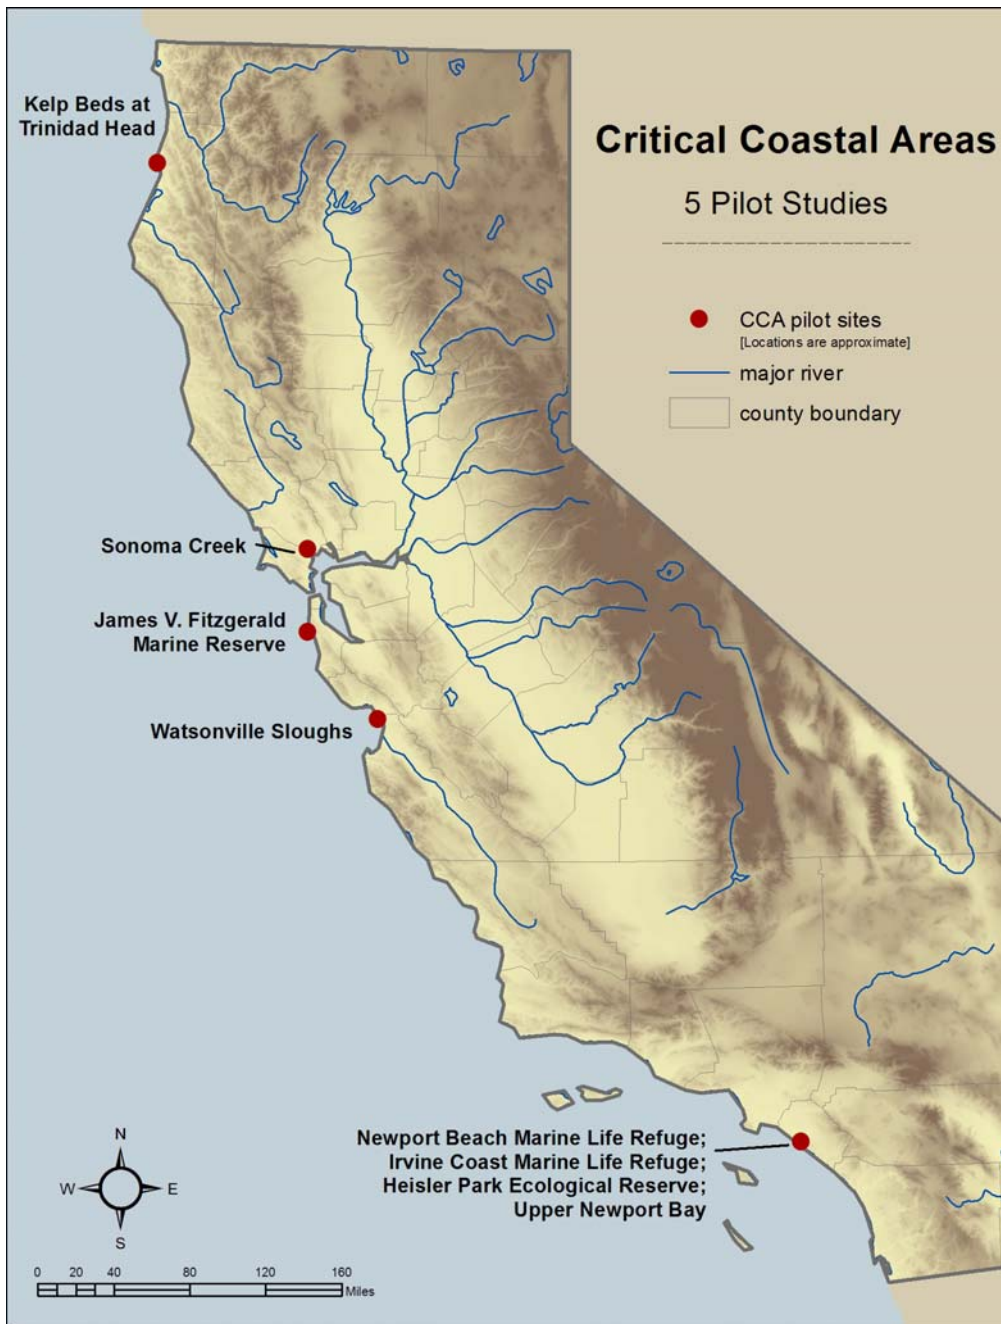 Critical Coastal Areas
5 Pilot Studies
CCA pilot sites
[Locations are approximate]
major river
county boundary
Kelp Beds at
Trinidad Head
Sonoma Creek
James V. Fitzgerald
Marine Reserve
Watsonville Sloughs
Newport Beach Marine Life Refuge;
Irvine Coast Marine Life Refuge;
Heisler Park Ecological Reserve;
Upper Newport Bay
N
W E
S
0 20 40 80 120 160
Miles